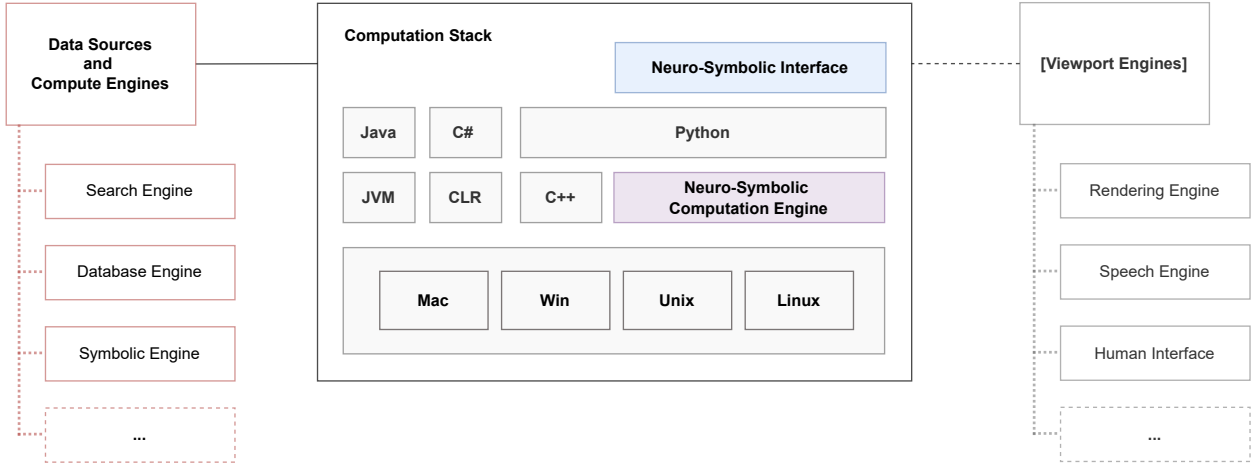 Data Sources
and
Compute Engines
Search Engine
Database Engine
Symbolic Engine
...
Computation Stack
Neuro-Symbolic Interface
Java
C#
Python
JVM
CLR
C++
Neuro-Symbolic
Computation Engine
Mac
Win
Unix
Linux
[Viewport Engines]
Rendering Engine
Speech Engine
Human Interface
...